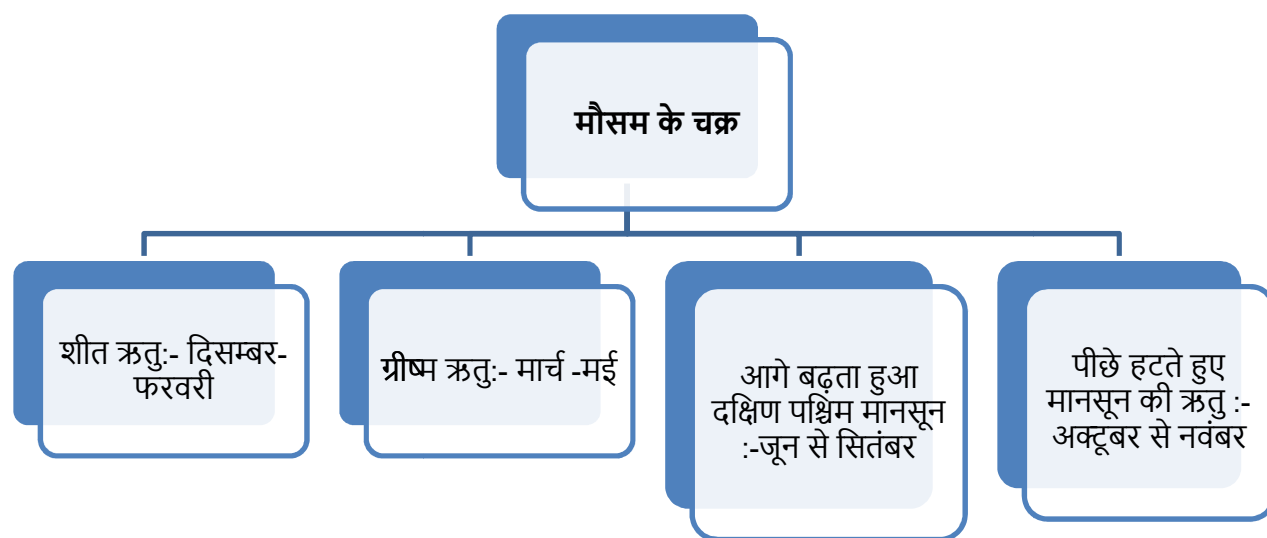 मौसम के चक्र
शीत ऋतु:- दिसम्बर-
फरवरी
ग्रीष्म ऋतु:- मार्च -मई
आगे बढ़ता हुआ
दक्षिण पश्चिम मानसून
:-जून से सितंबर
पीछे हटते हुए
मानसून की ऋतु :-
अक्टूबर से नवंबर